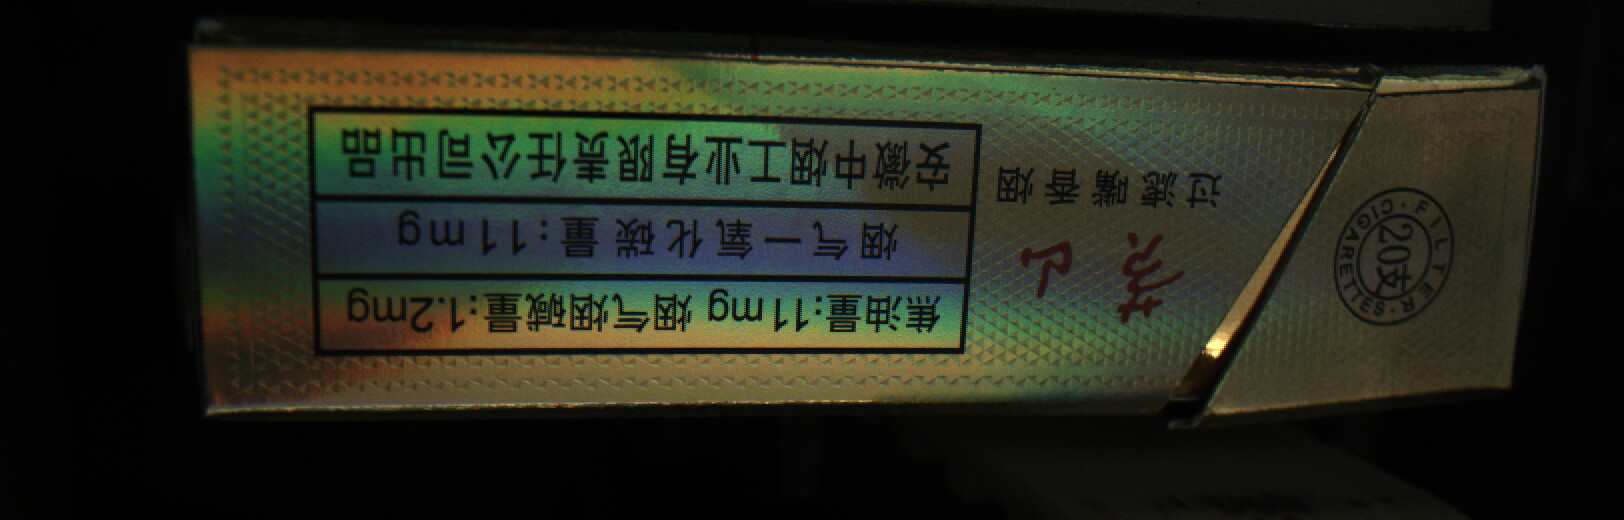 FILTER CIGARETTES
20支
黄山
过滤嘴香烟
焦油量:11mg 烟气烟碱量:1.2mg
烟气一氧化碳量:11mg
安徽中烟工业有限责任公司出品